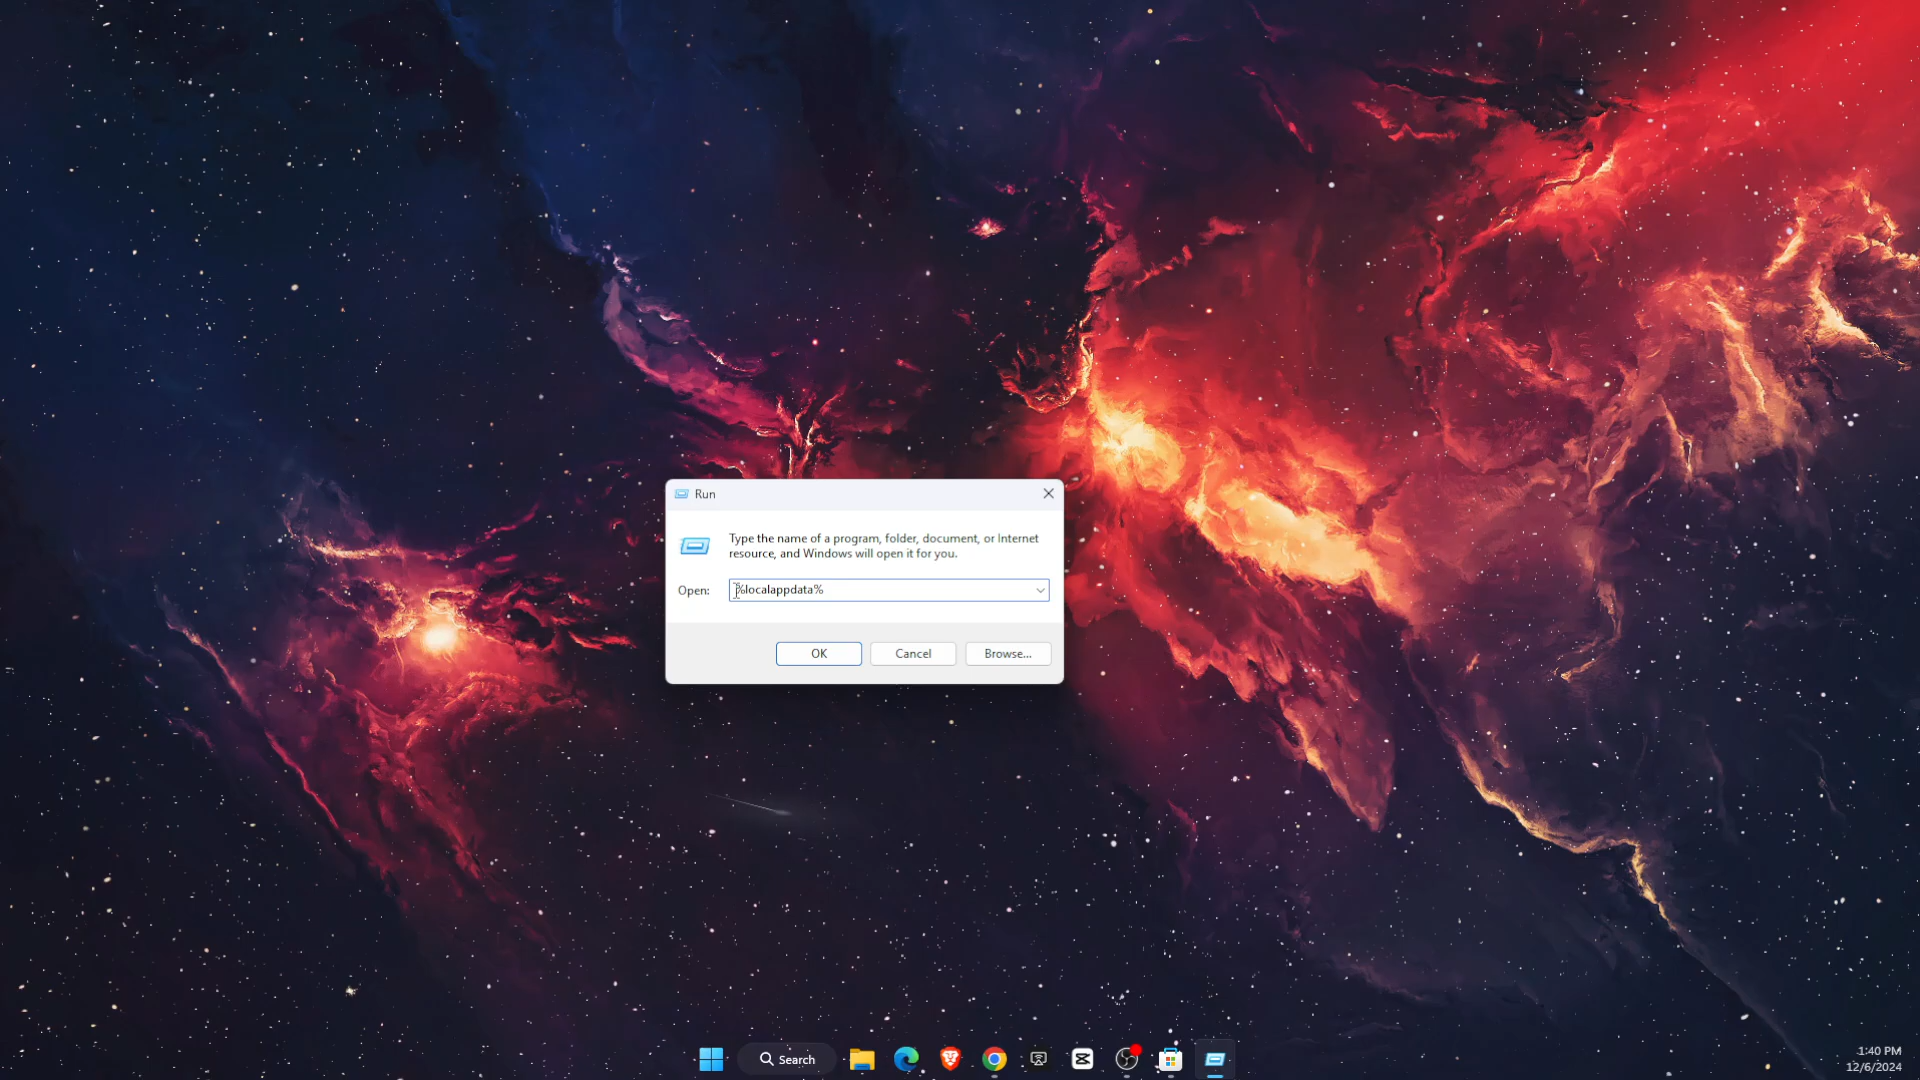 Run
Type the name of a program, folder, document, or Internet
resource, and Windows will open it for you.
Open: %localappdata%
OK Cancel Browse...
Search
1:40 PM
12/6/2024